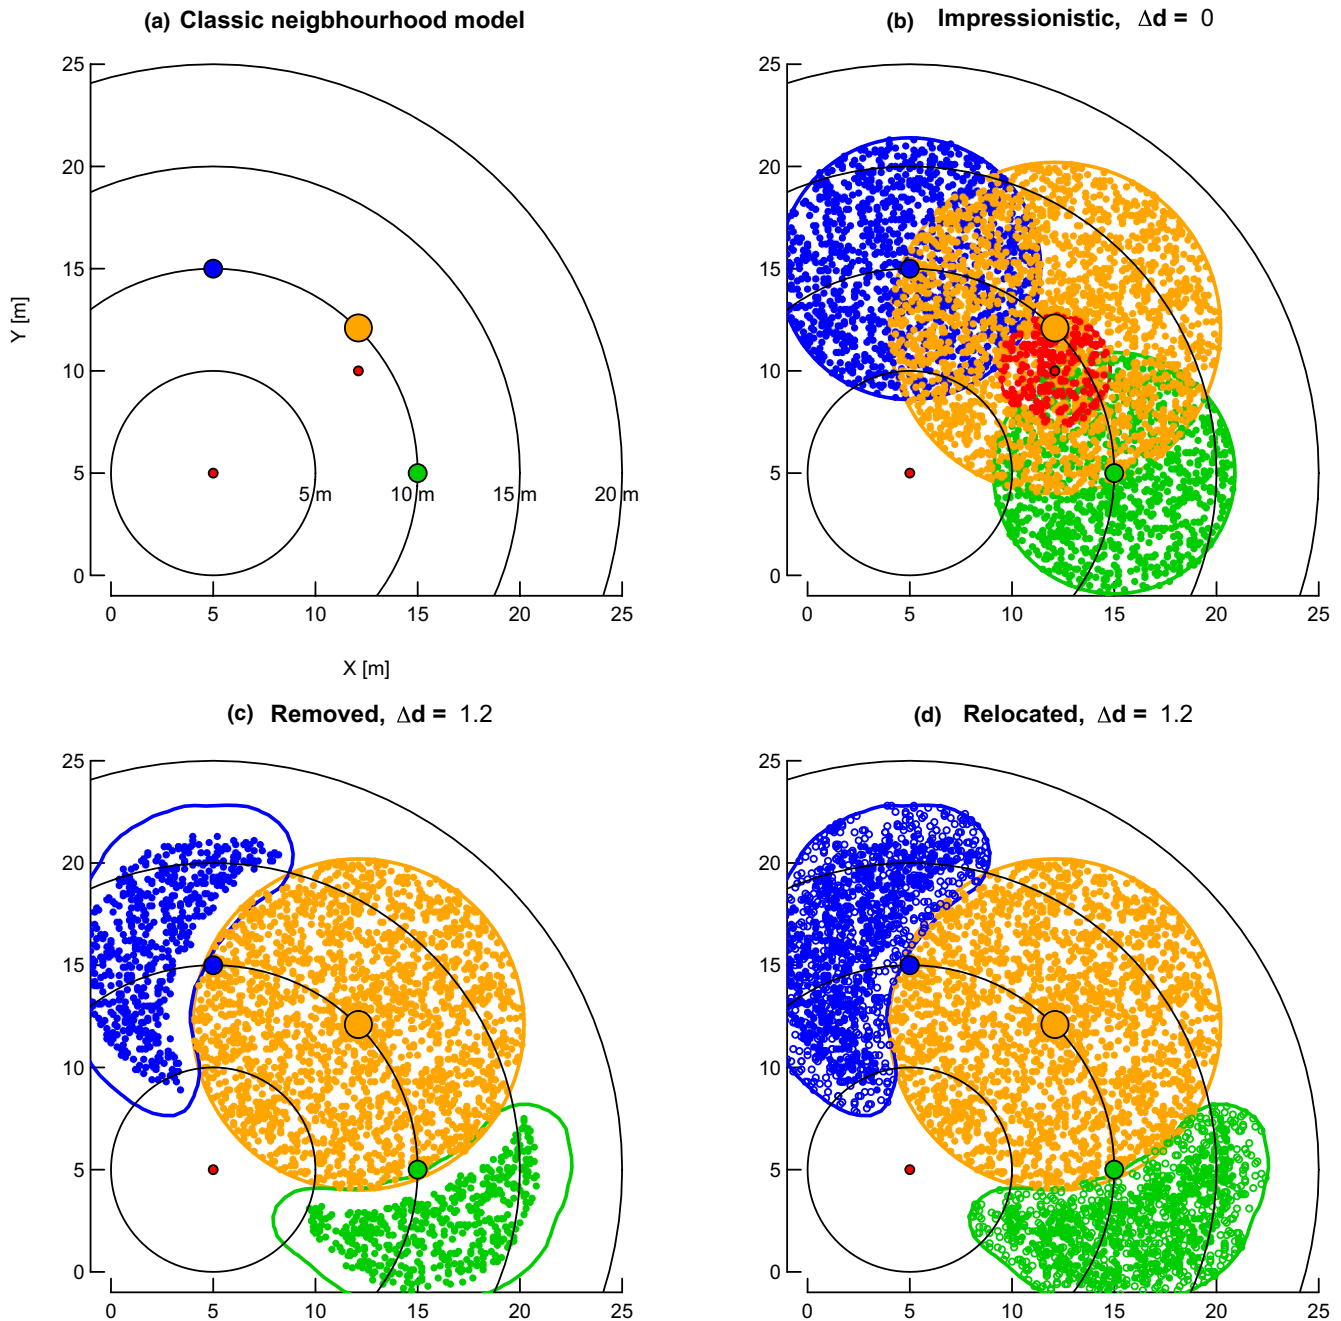 (a) Classic neigbhourhood model
25
20
15
10
5
0
Y [m]
5 m 10 m 15 m 20 m
0 5 10 15 20 25
X [m]
(b) Impressionistic, Δd = 0
25
20
15
10
5
0
0 5 10 15 20 25
(c) Removed, Δd = 1.2
25
20
15
10
5
0
0 5 10 15 20 25
(d) Relocated, Δd = 1.2
25
20
15
10
5
0
0 5 10 15 20 25